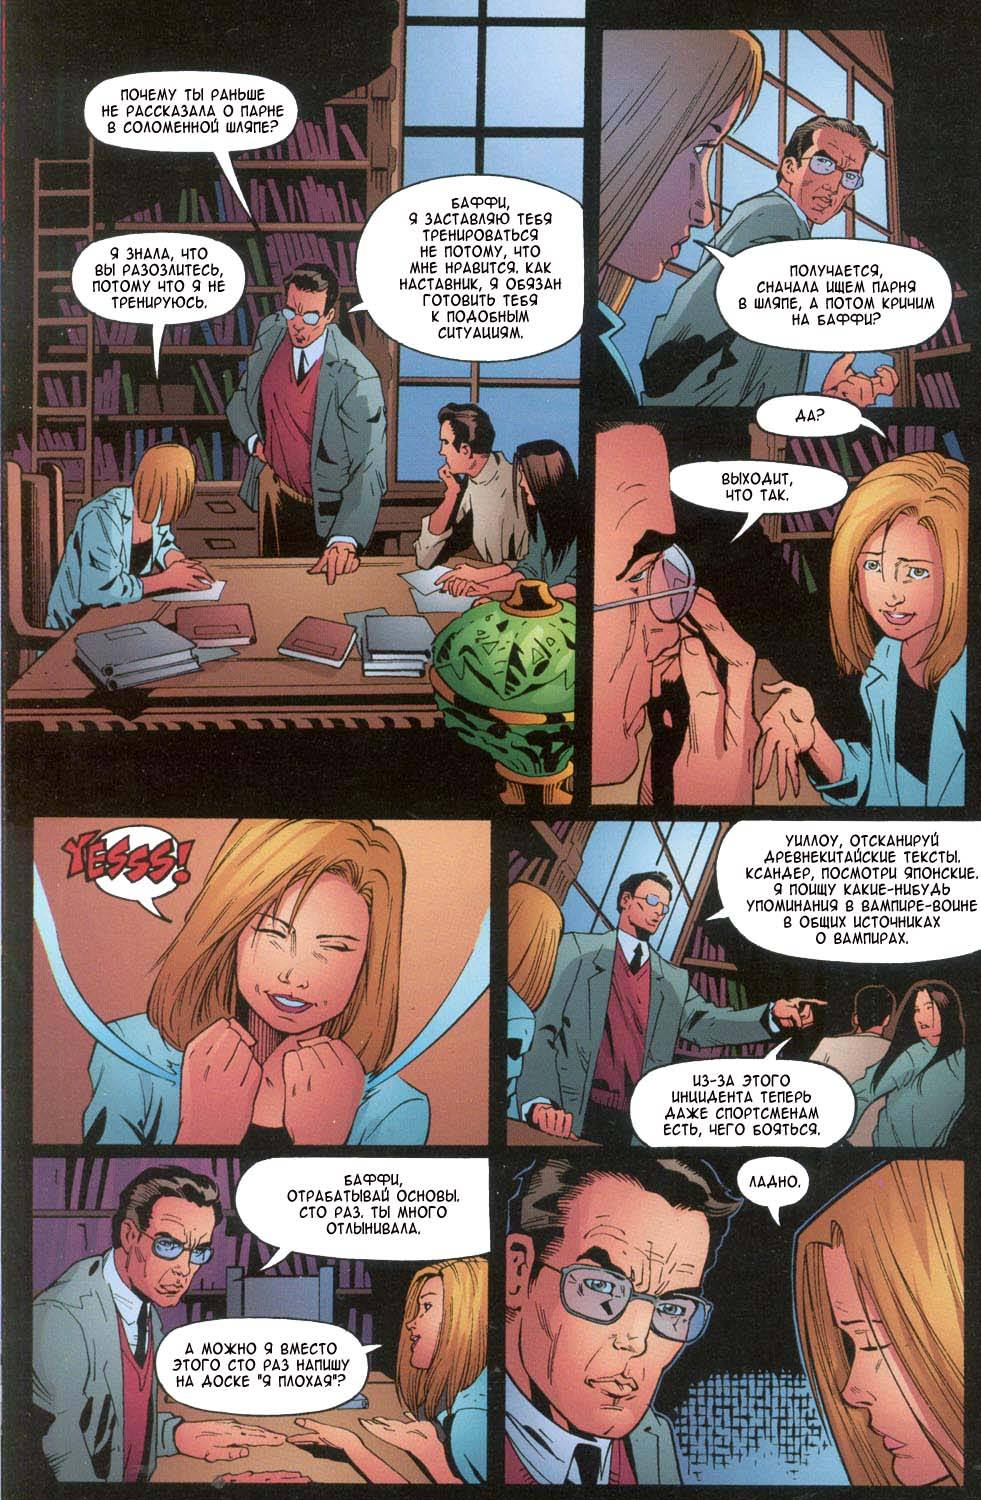 ПОЧЕМУ ТЫ РАНЬШЕ
НЕ РАССКАЗАЛА О ПАРНЕ
В СОЛОМЕННОЙ ШЛЯПЕ?
Я ЗНАЛА, ЧТО
ВЫ РАЗОЗЛИТЕСЬ,
ПОТОМУ ЧТО Я НЕ
ТРЕНИРУЮСЬ.
БАФФИ,
Я ЗАСТАВЛЯЮ ТЕБЯ
ТРЕНИРОВАТЬСЯ
НЕ ПОТОМУ, ЧТО
МНЕ НРАВИТСЯ. КАК
НАСТАВНИК, Я ОБЯЗАН
ГОТОВИТЬ ТЕБЯ
К ПОДОБНЫМ
СИТУАЦИЯМ.
ПОЛУЧАЕТСЯ,
СНАЧАЛА ИЩЕМ ПАРНЯ
В ШЛЯПЕ, А ПОТОМ КРИЧИМ
НА БАФФИ?
ДА?
ВЫХОДИТ,
ЧТО ТАК.
YESSS!
УИЛЛОУ, ОТСКАНИРУЙ
ДРЕВНЕКИТАЙСКИЕ ТЕКСТЫ.
КСАНДЕР, ПОСМОТРИ ЯПОНСКИЕ.
Я ПОИЩУ КАКИЕ-НИБУДЬ
УПОМИНАНИЯ В ВАМПИРЕ-ВОИНЕ
В ОБЩИХ ИСТОЧНИКАХ
О ВАМПИРАХ.
ИЗ-ЗА ЭТОГО
ИНЦИДЕНТА ТЕПЕРЬ
ДАЖЕ СПОРТСМЕНАМ
ЕСТЬ, ЧЕГО БОЯТЬСЯ.
БАФФИ,
ОТРАБАТЫВАЙ ОСНОВЫ.
СТО РАЗ. ТЫ МНОГО
ОТЛЫНИВАЛА.
А МОЖНО Я ВМЕСТО
ЭТОГО СТО РАЗ НАПИШУ
НА ДОСКЕ "Я ПЛОХАЯ"?
ЛАДНО.